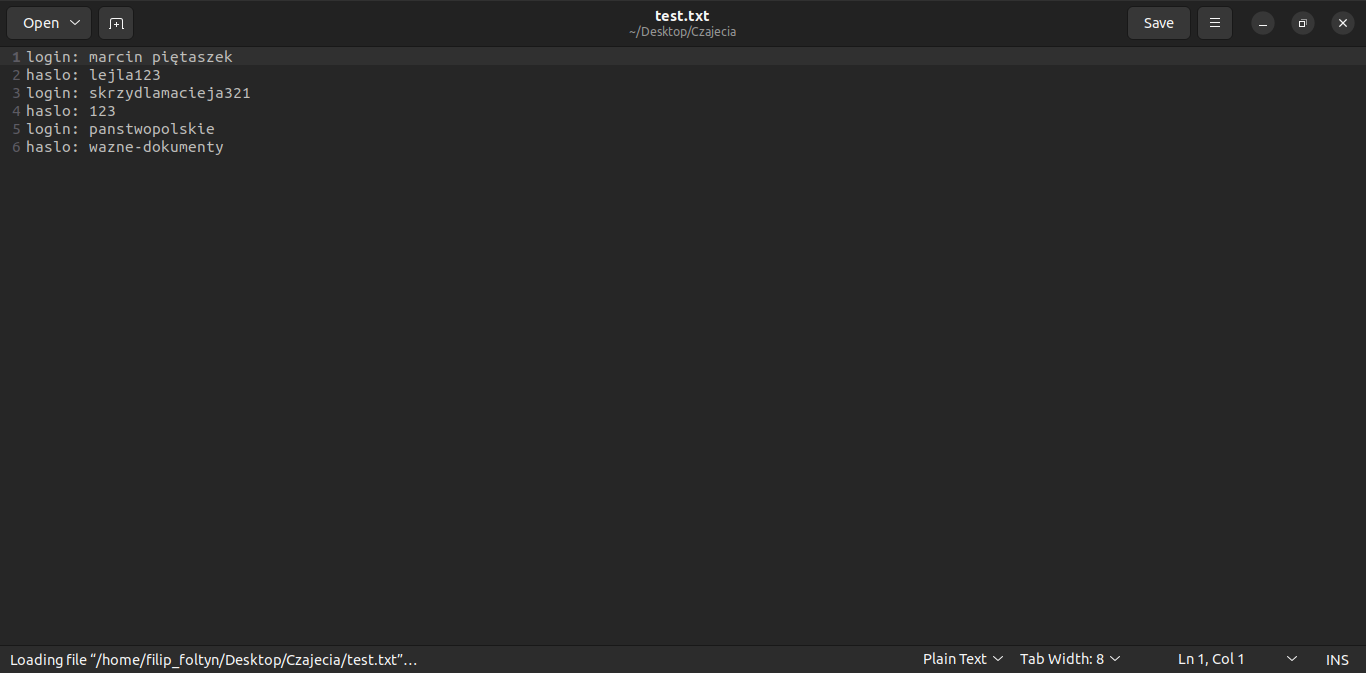 Open
test.txt
~/Desktop/Czajecia
Save
1 login: marcin piętaszek
2 haslo: lejla123
3 login: skrzydlamacieja321
4 haslo: 123
5 login: panstwopolskie
6 haslo: wazne-dokumenty
Loading file “/home/filip_foltyn/Desktop/Czajecia/test.txt”… Plain Text Tab Width: 8 Ln 1, Col 1 INS